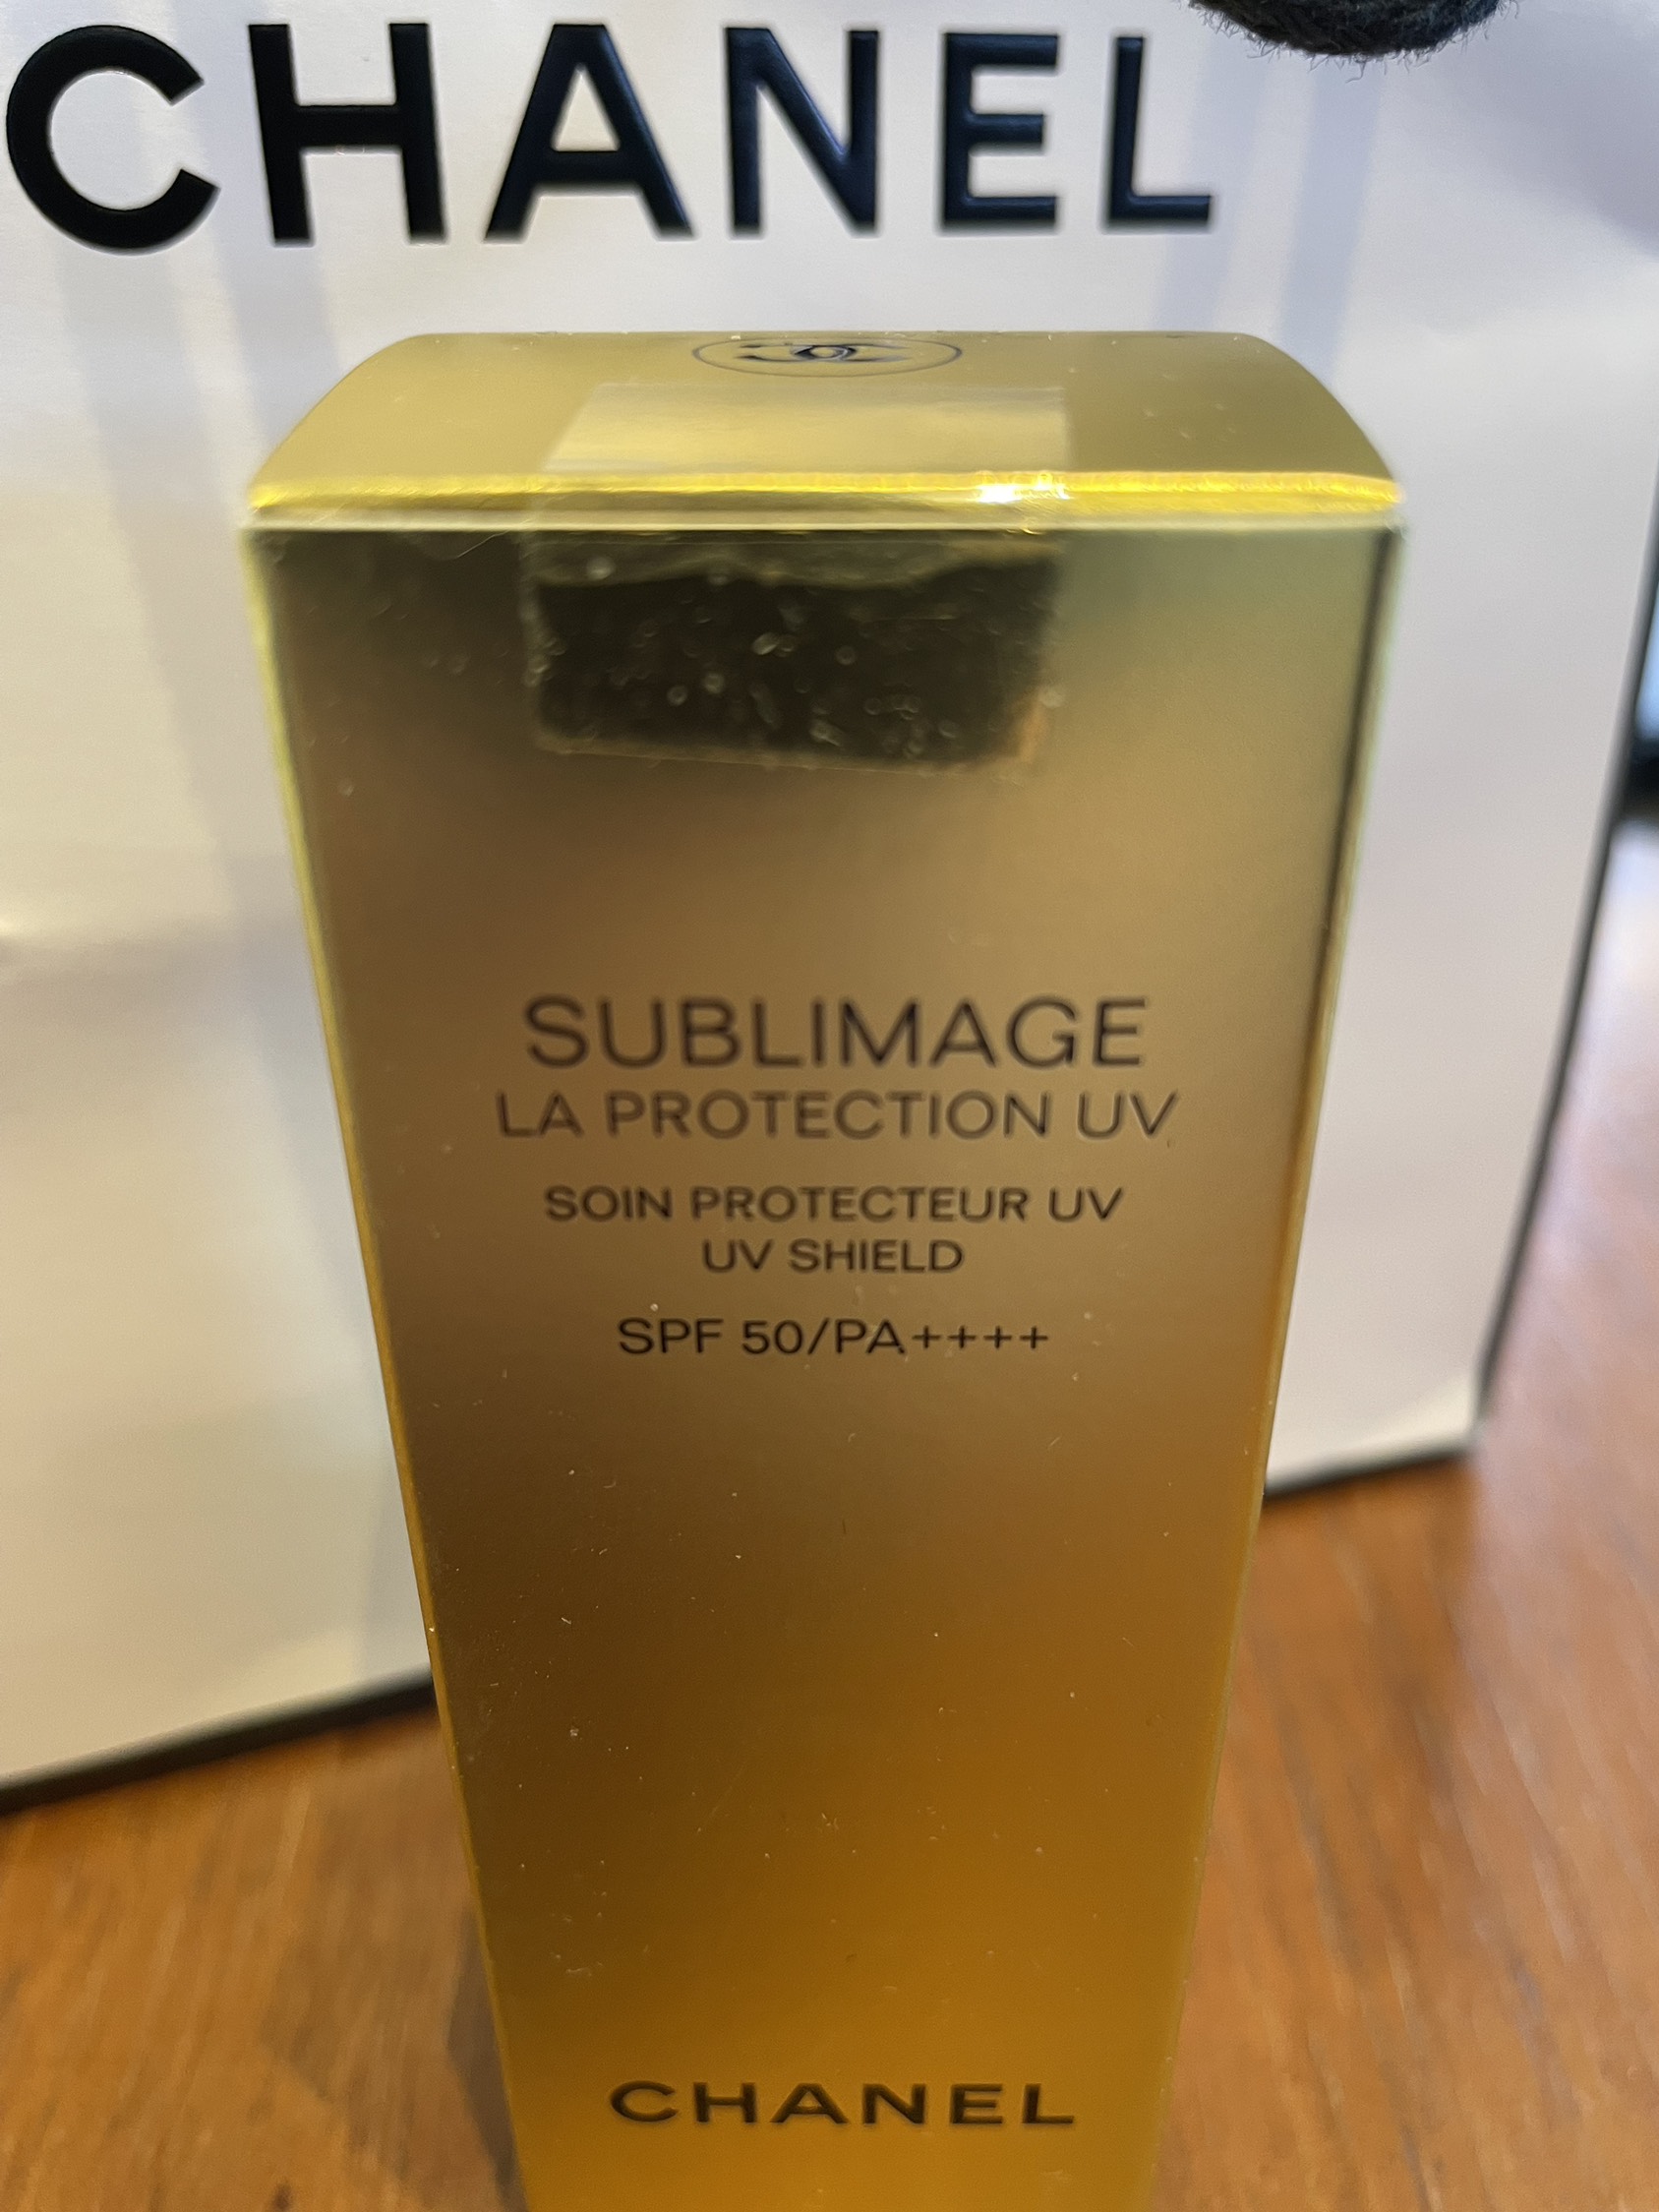 CHANEL
SUBLIMAGE
LA PROTECTION UV
SOIN PROTECTEUR UV
UV SHIELD
SPF 50/PA++++
CHANEL